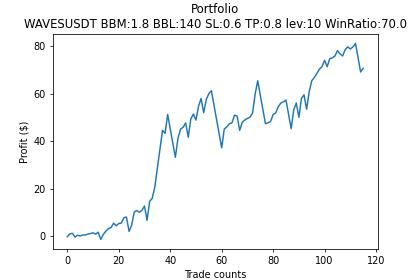 Portfolio
WAVESUSDT BBM:1.8 BBL:140 SL:0.6 TP:0.8 lev:10 WinRatio:70.0
80
60
40
20
0
Profit ($)
0 20 40 60 80 100 120
Trade counts